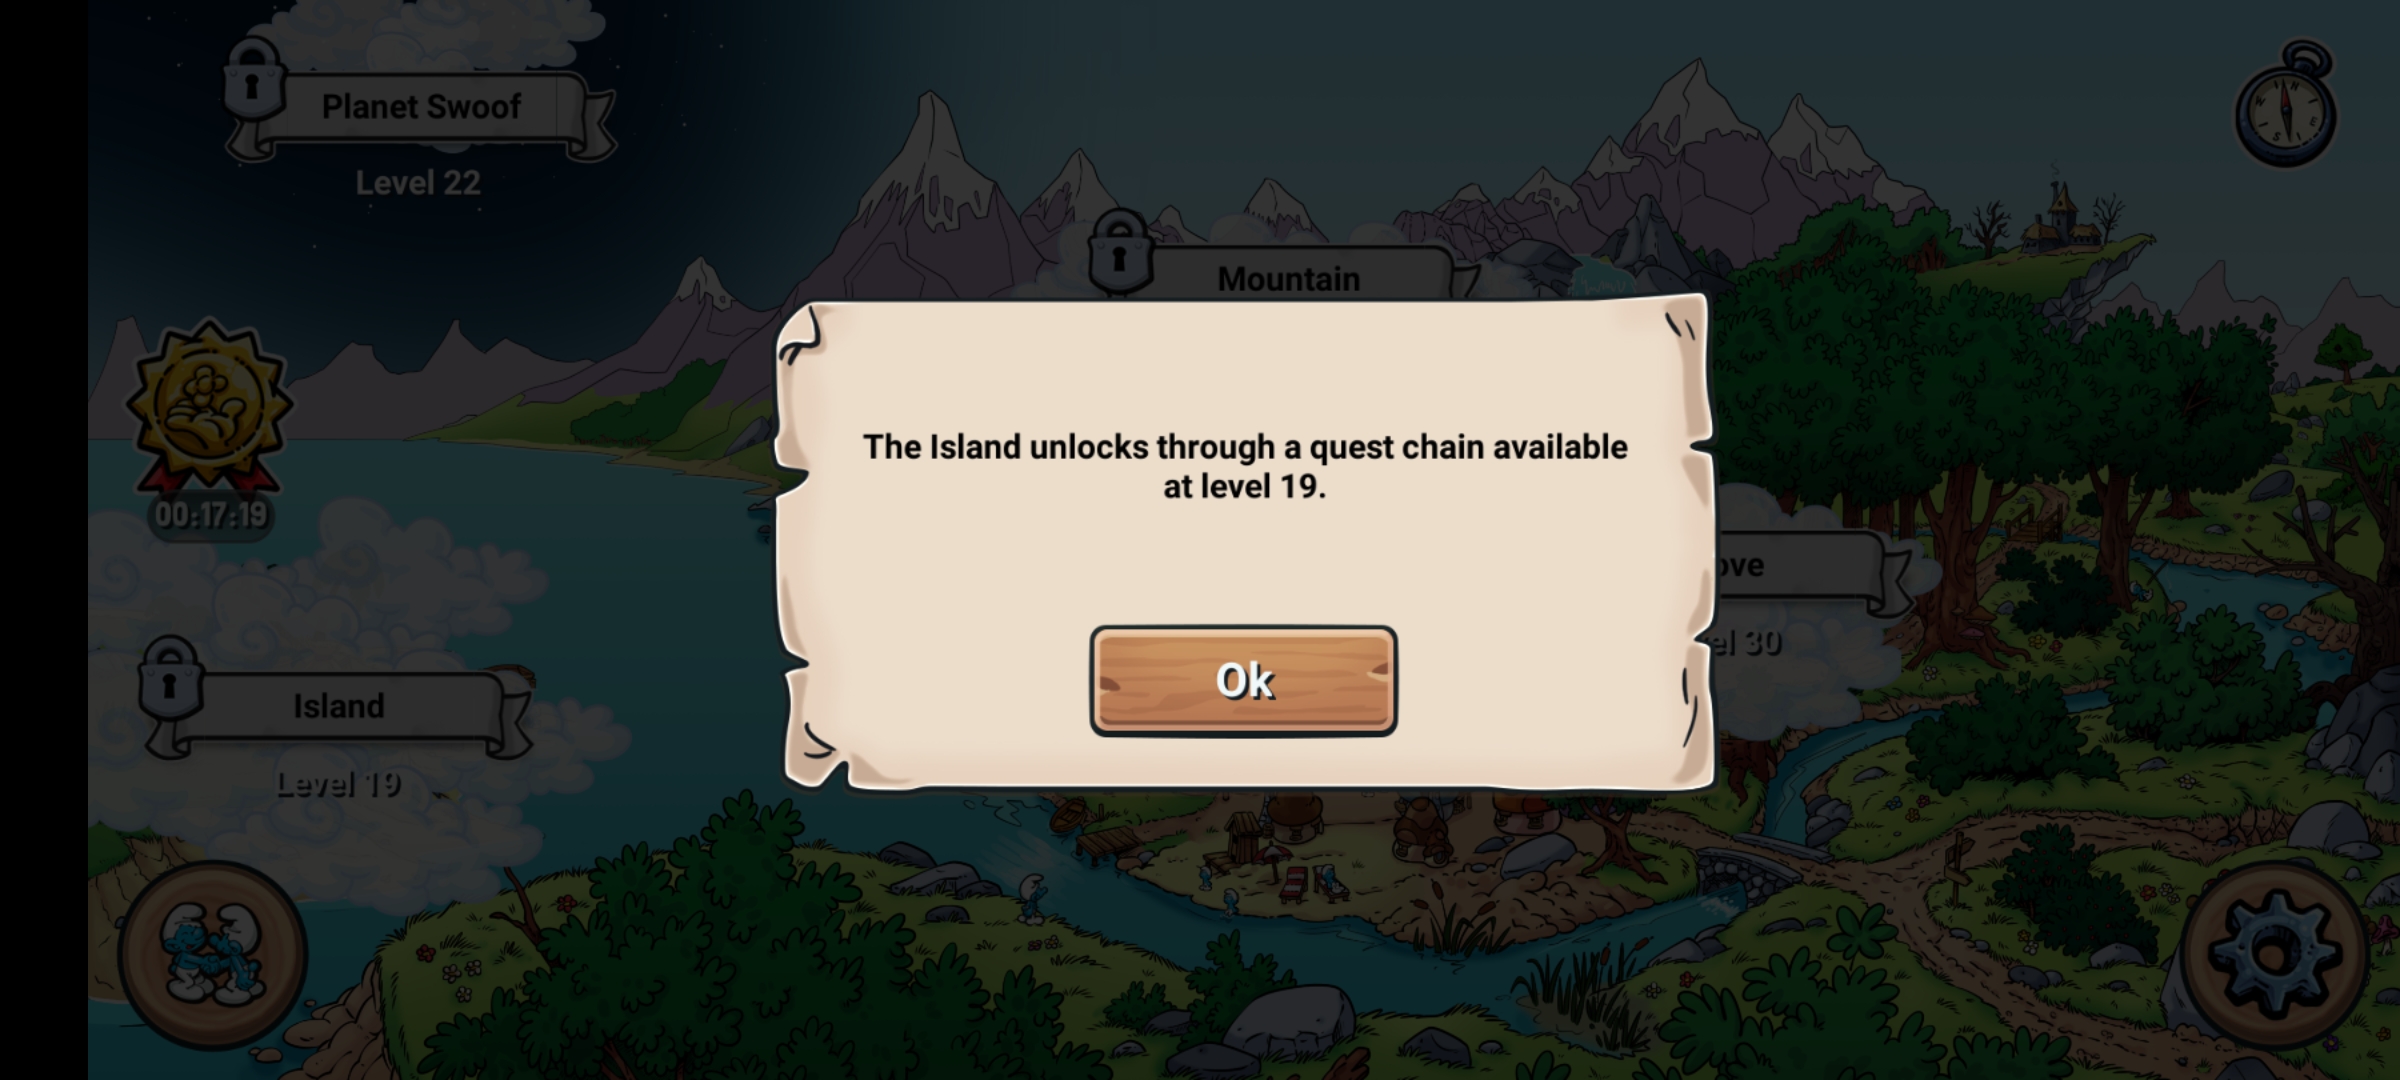 Planet Swoof
Level 22
Mountain
The Island unlocks through a quest chain available
at level 19.
00:17:19
Island
Level 19
Ok
30